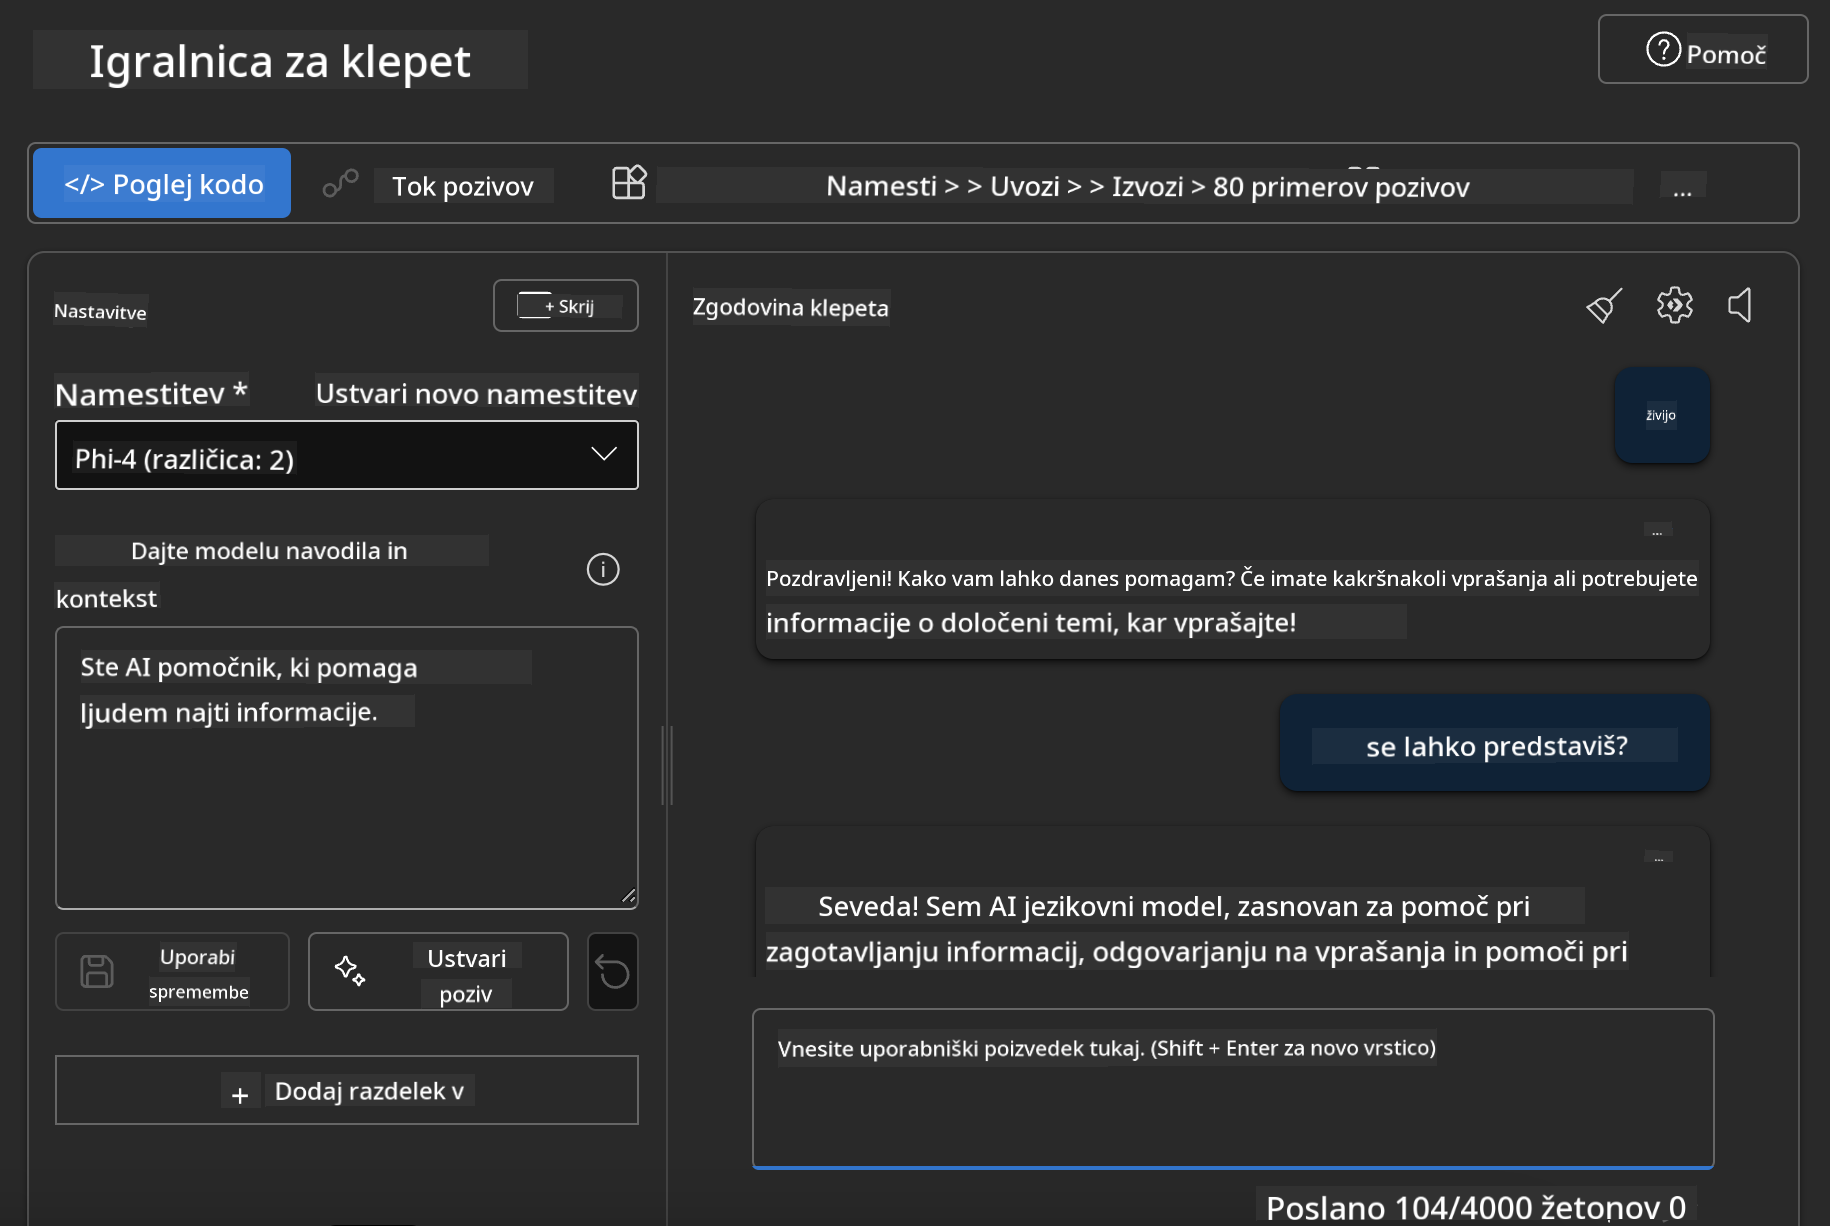 Igralnica za klepet
Pomoč
</> Poglej kodo
Tok pozivov
Namesti > > Uvozi > > Izvozi > 80 primerov pozivov
...
Nastavitve
+ Skrij
Namestitev *
Ustvari novo namestitev
Phi-4 (različica: 2)
Dajte modelu navodila in
kontekst
Ste AI pomočnik, ki pomaga
ljudem najti informacije.
Uporabi
spremembe
Ustvari
poziv
+ Dodaj razdelek v
Zgodovina klepeta
živijo
...
Pozdravljeni! Kako vam lahko danes pomagam? Če imate kakršnakoli vprašanja ali potrebujete
informacije o določeni temi, kar vprašajte!
se lahko predstaviš?
...
Seveda! Sem AI jezikovni model, zasnovan za pomoč pri
zagotavljanju informacij, odgovarjanju na vprašanja in pomoči pri
Vnesite uporabniški poizvedek tukaj. (Shift + Enter za novo vrstico)
Poslano 104/4000 žetonov 0